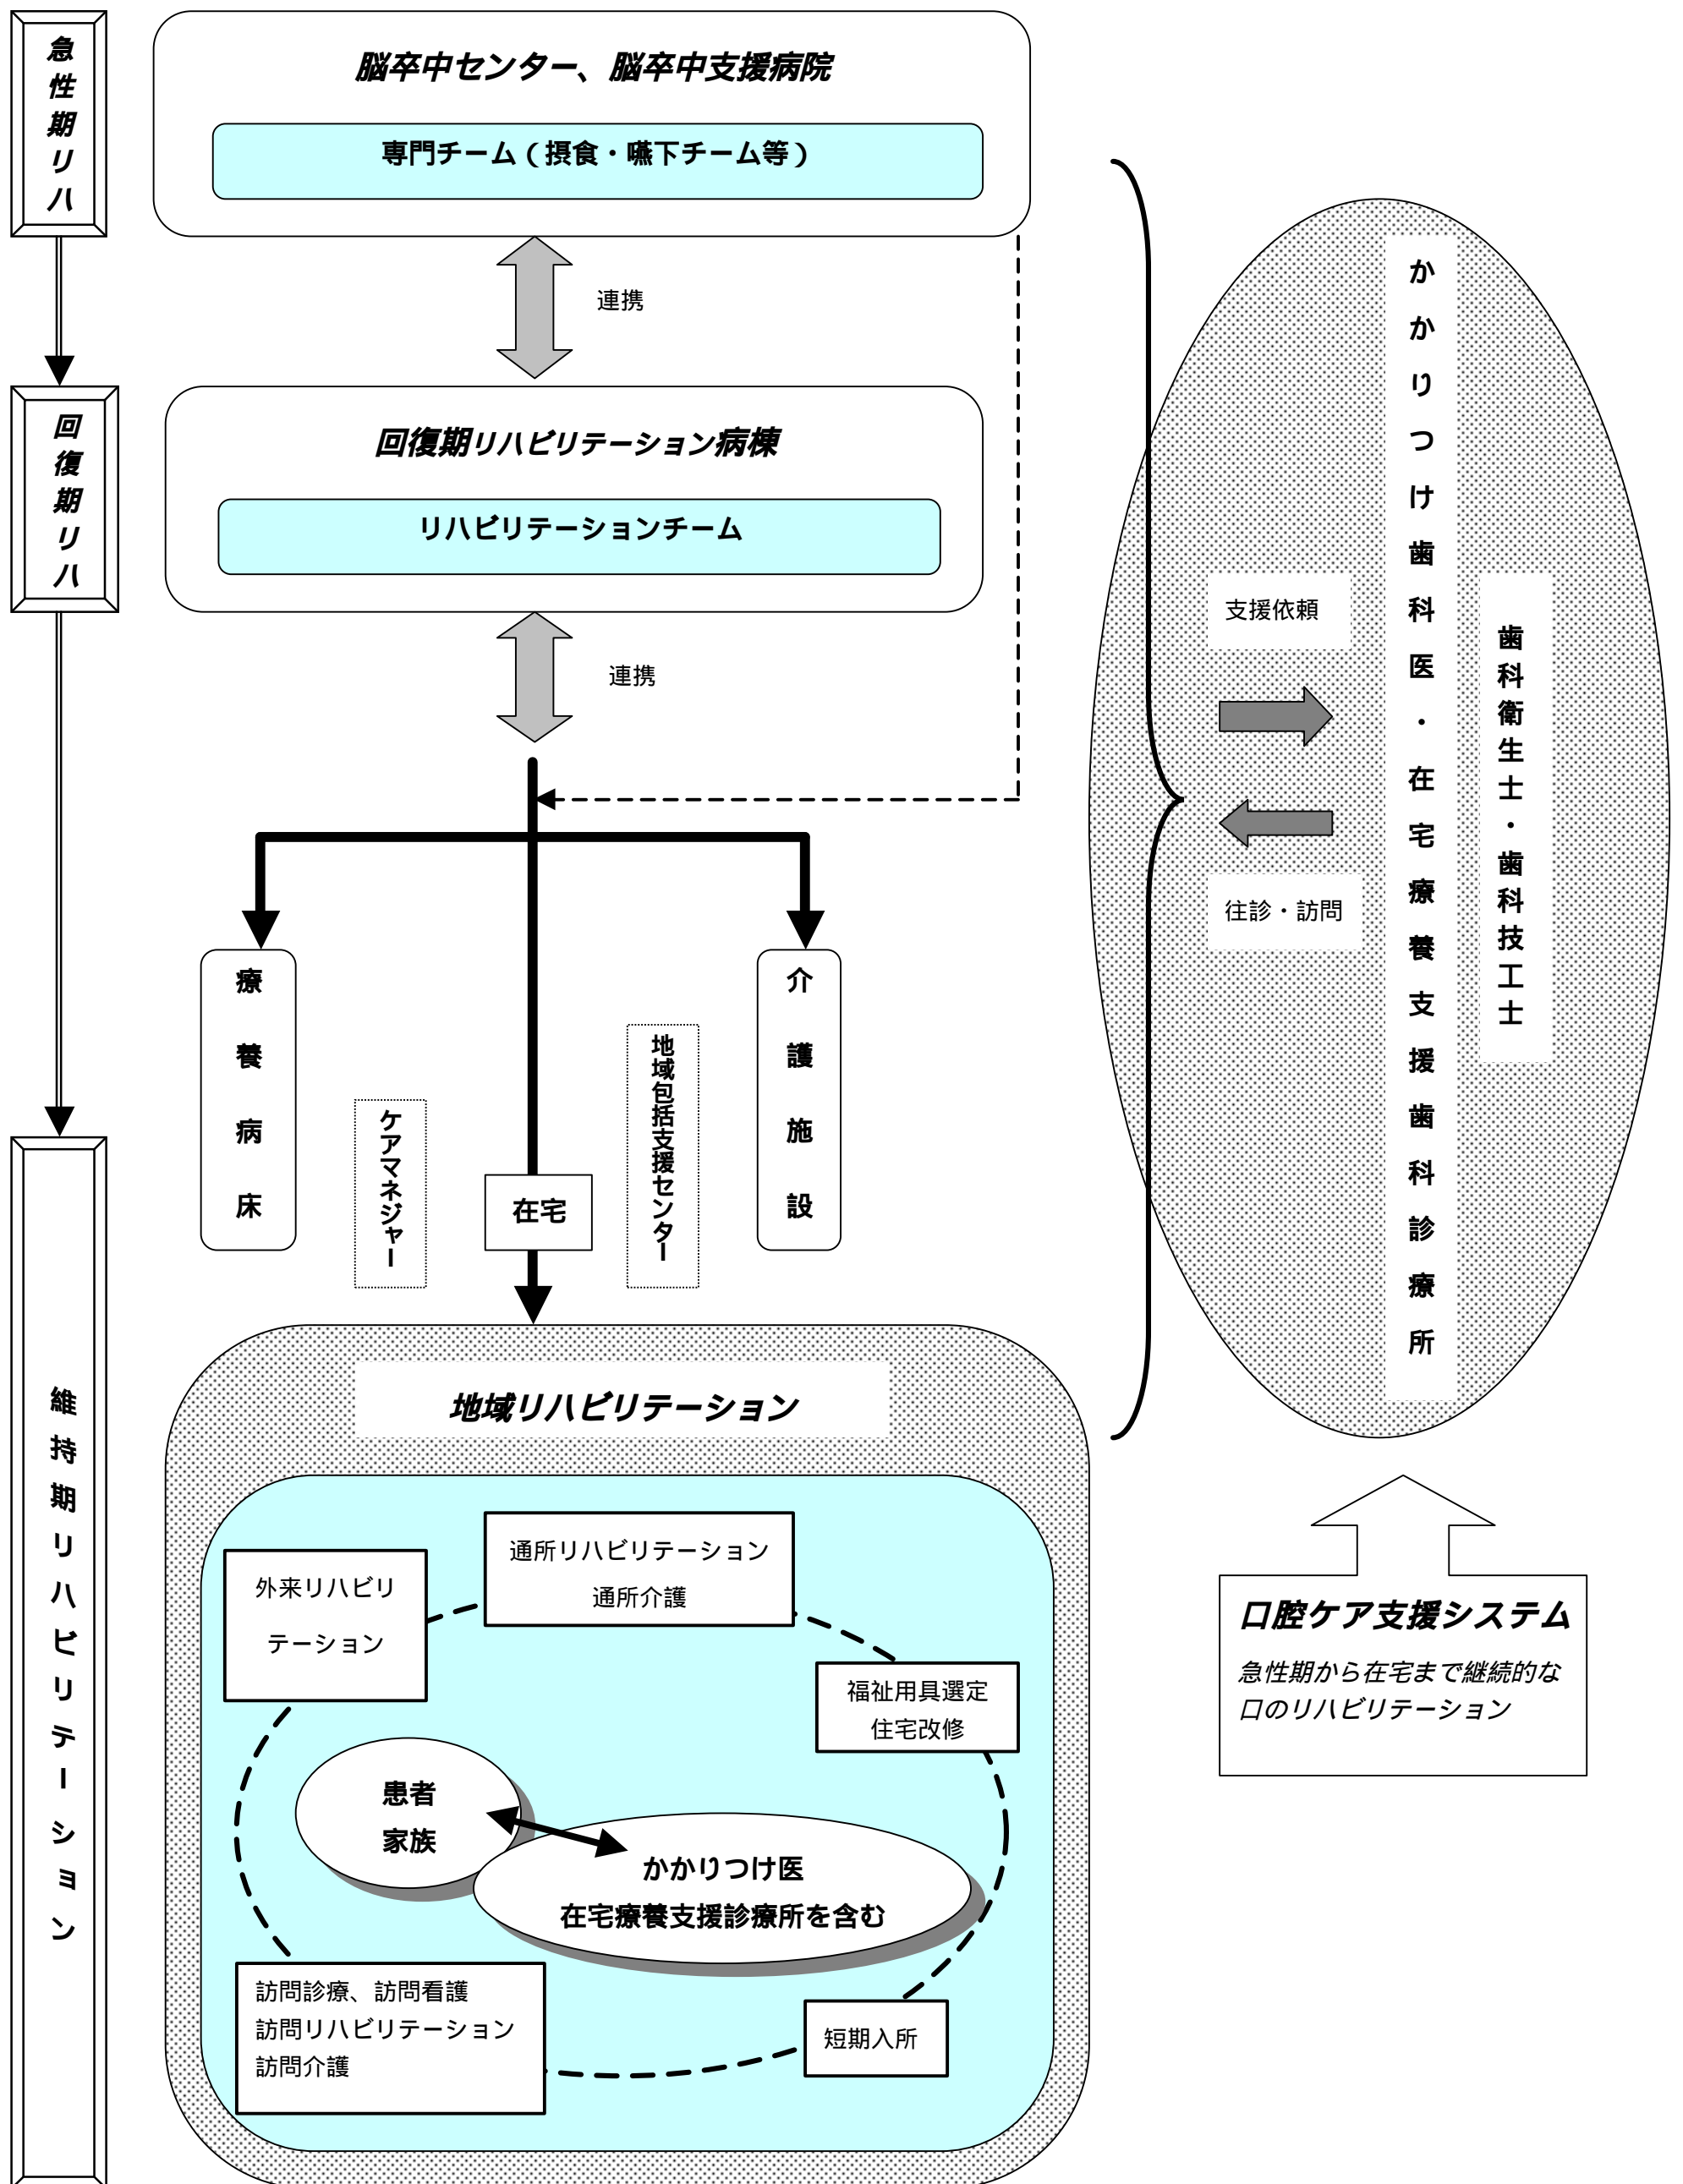 急性期リハ
脳卒中センター、脳卒中支援病院
専門チーム（摂食・嚥下チーム等）
連携
回復期リハ
回復期リハビリテーション病棟
リハビリテーションチーム
連携
療養病床
ケアマネジャー
在宅
地域包括支援センター
介護施設
維持期リハビリテーション
地域リハビリテーション
通所リハビリテーション
通所介護
外来リハビリ
テーション
福祉用具選定
住宅改修
患者
家族
かかりつけ医
在宅療養支援診療所を含む
訪問診療、訪問看護
訪問リハビリテーション
訪問介護
短期入所
支援依頼
往診・訪問
かかりつけ歯科医・在宅療養支援歯科診療所
歯科衛生士・歯科技工士
口腔ケア支援システム
急性期から在宅まで継続的な
口のリハビリテーション